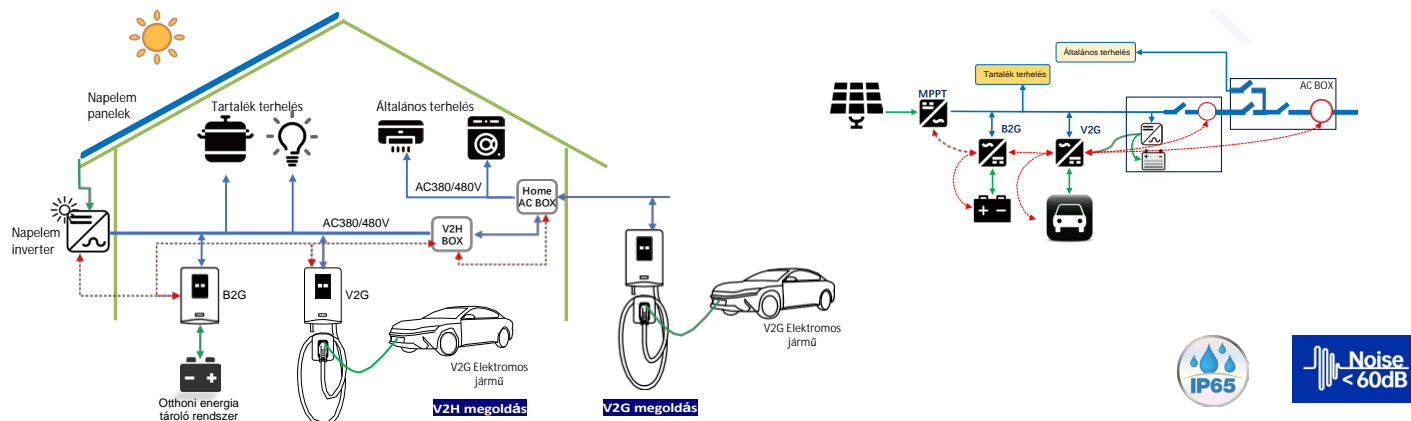 Napelem
panelek
Tartalék terhelés
Általános terhelés
AC380/480V
Home
AC BOX
Napelem
inverter
AC380/480V
V2H
BOX
B2G
V2G
V2G Elektromos
jármű
Otthoni energia
tároló rendszer
V2H megoldás
V2G Elektromos
jármű
V2G megoldás
Általános terhelés
Tartalék terhelés
AC BOX
MPPT
B2G
V2G
IP65
Noise
<60dB